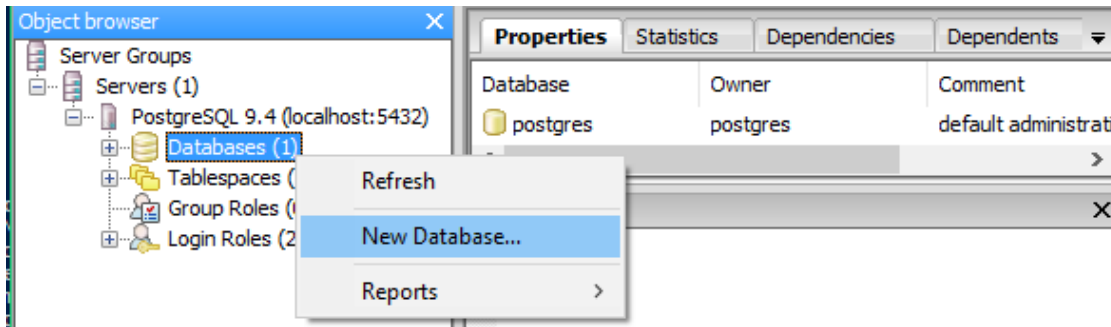 Object browser
Server Groups
Servers (1)
PostgreSQL 9.4 (localhost:5432)
Databases (1)
Tablespaces (
Group Roles (
Login Roles (2
Refresh
New Database...
Reports
Properties Statistics Dependencies Dependents
Database Owner Comment
postgres postgres default administrati